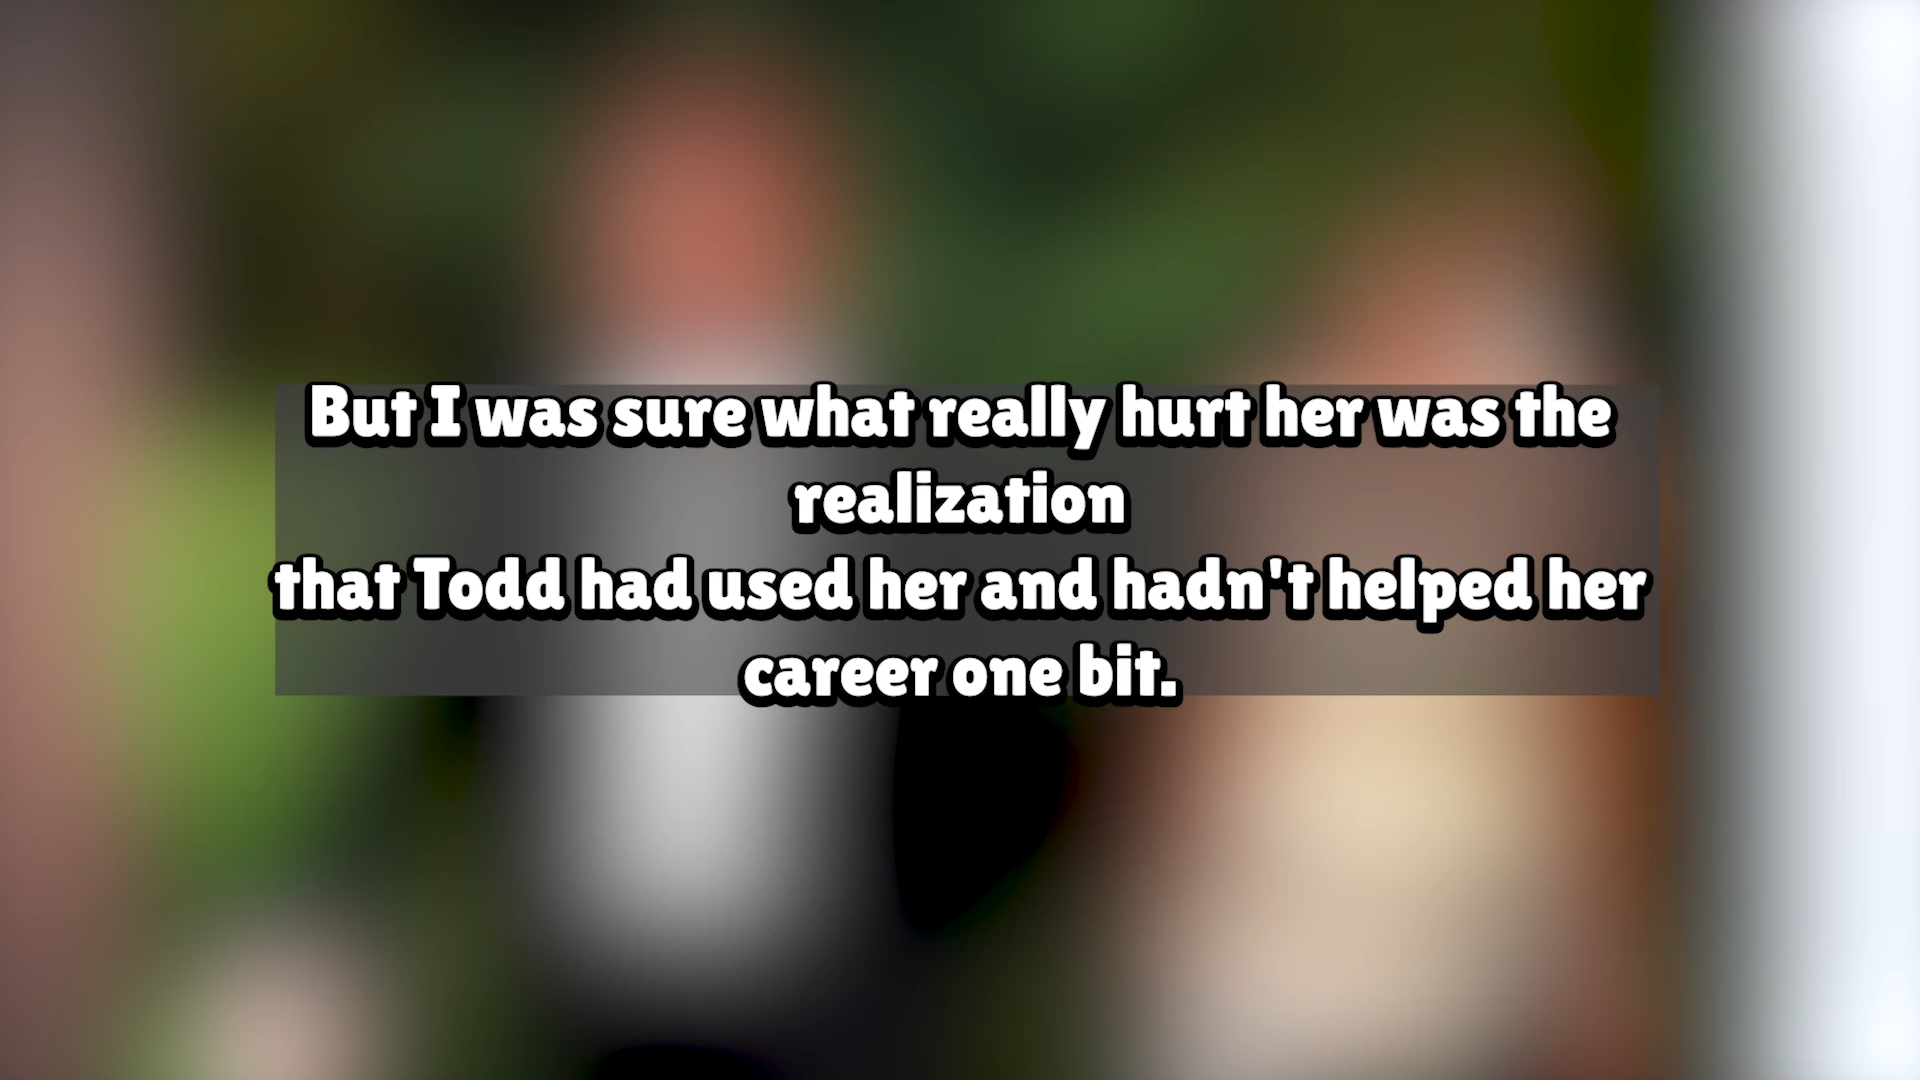 But I was sure what really hurt her was the
realization
that Todd had used her and hadn't helped her
career one bit.